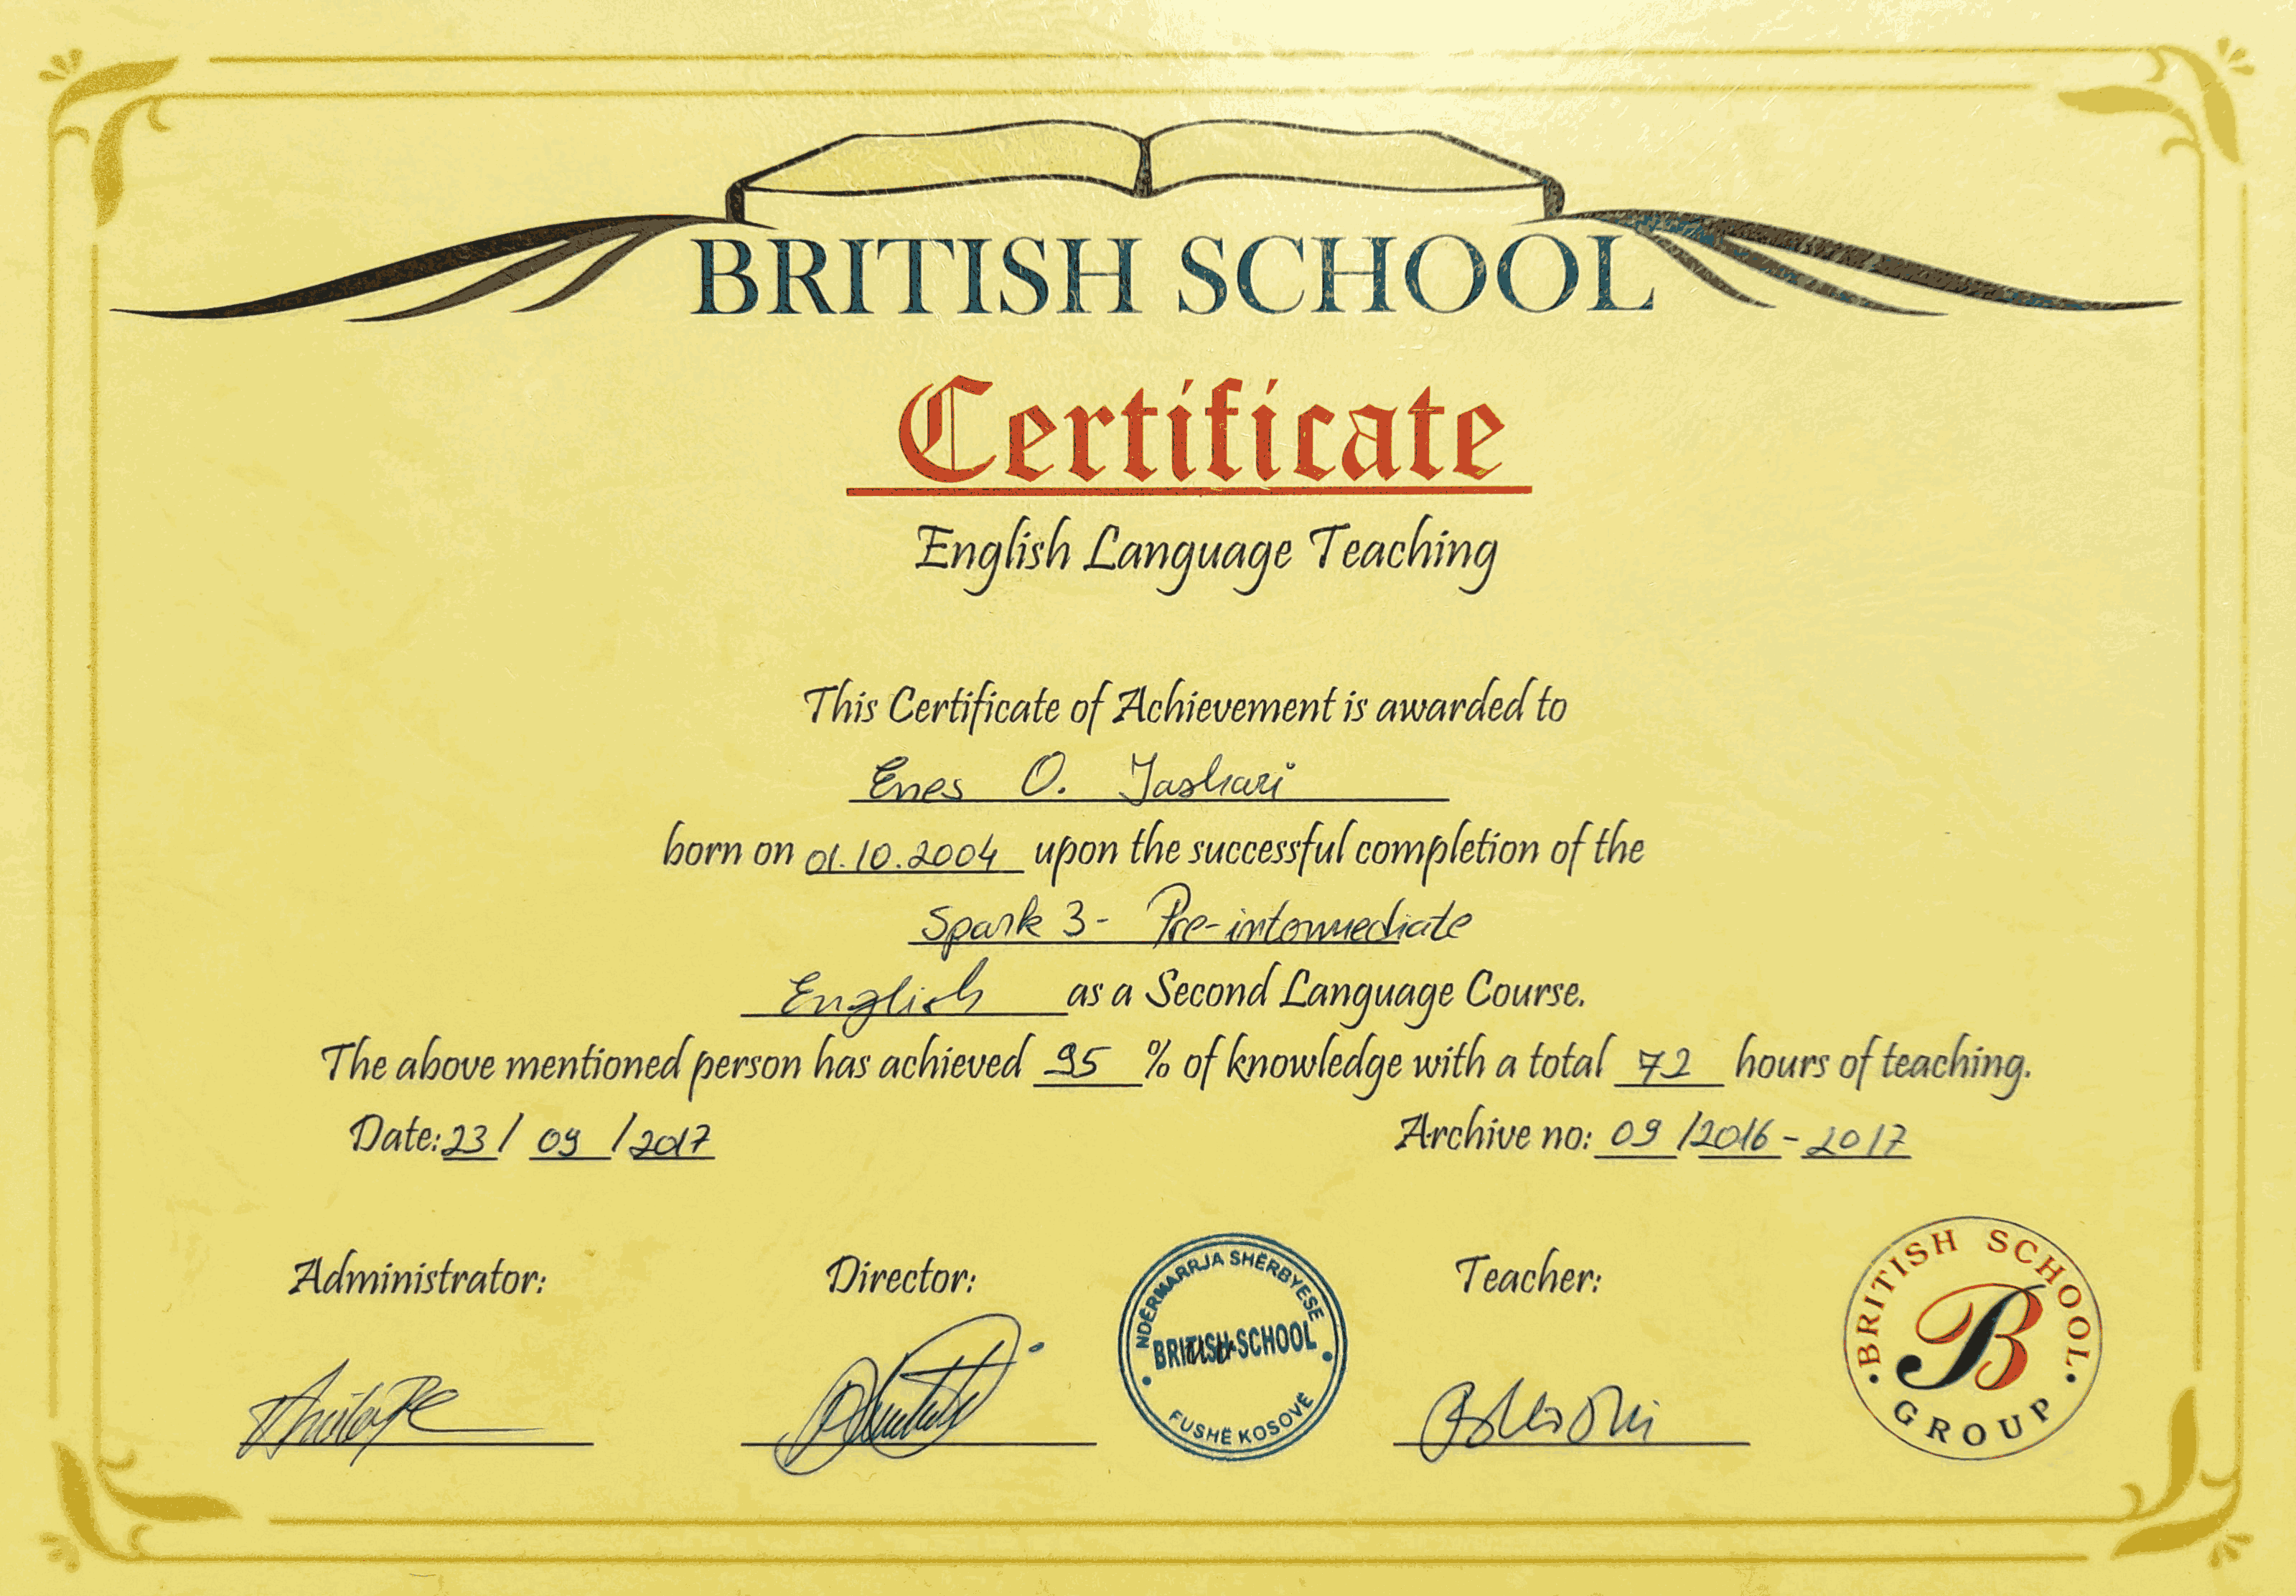 BRITISH SCHOOL
Certificate
English Language Teaching
This Certificate of Achievement is awarded to
Enes O. Jashari
born on 01.10.2004 upon the successful completion of the
Spark 3 - Pre-intermediate
English as a Second Language Course.
The above mentioned person has achieved 95 % of knowledge with a total 72 hours of teaching.
Date: 23 / 09 / 2017 Archive no: 09 / 2016 - 2017
Administrator: Director: Teacher:
NDËRMARRJA SHËRBYESE
BRITISH SCHOOL
FUSHË KOSOVË
BRITISH SCHOOL
B
GROUP